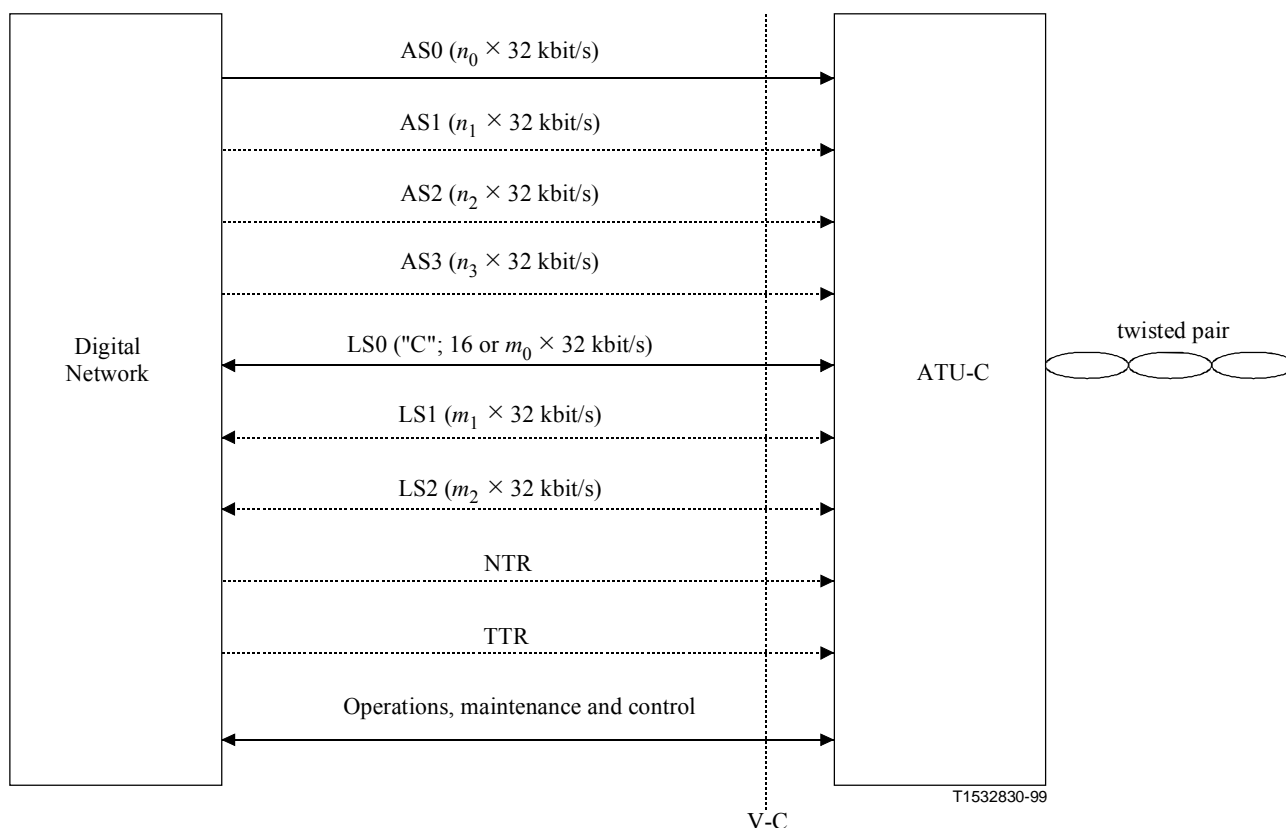 AS0 (n0 × 32 kbit/s)
AS1 (n1 × 32 kbit/s)
AS2 (n2 × 32 kbit/s)
AS3 (n3 × 32 kbit/s)
Digital
Network
LS0 ("C"; 16 or m0 × 32 kbit/s)
ATU-C
twisted pair
LS1 (m1 × 32 kbit/s)
LS2 (m2 × 32 kbit/s)
NTR
TTR
Operations, maintenance and control
T1532830-99
V-C